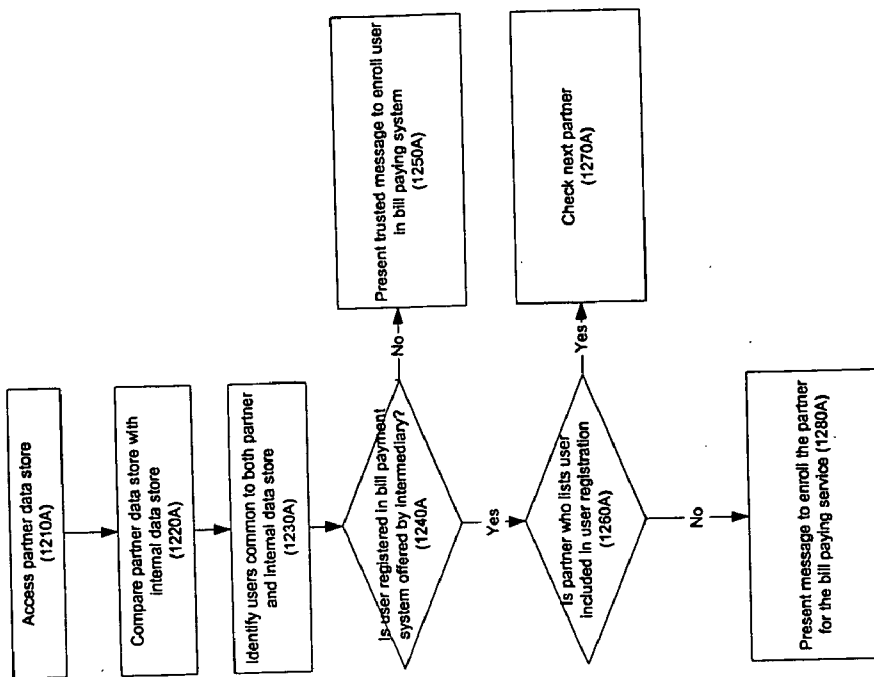 Access partner data store
(1210A)
Compare partner data store with
internal data store
(1220A)
Identify users common to both partner
and internal data store
(1230A)
Is user registered in bill payment
system offered by intermediary?
(1240A
No
Present trusted message to enroll user
in bill paying system
(1250A)
Yes
Is partner who lists user
included in user registration
(1260A)
Yes
Check next partner
(1270A)
No
Present message to enroll the partner
for the bill paying service (1280A)